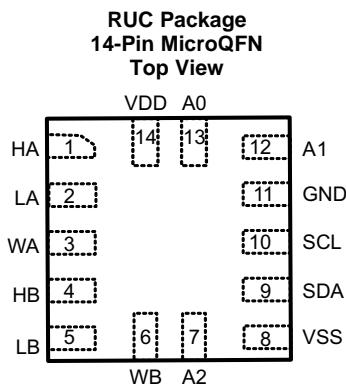 RUC Package
14-Pin MicroQFN
Top View
VDD A0
14 13
HA 1 12 A1
LA 2 11 GND
WA 3 10 SCL
HB 4 9 SDA
LB 5 6 7 8 VSS
WB A2